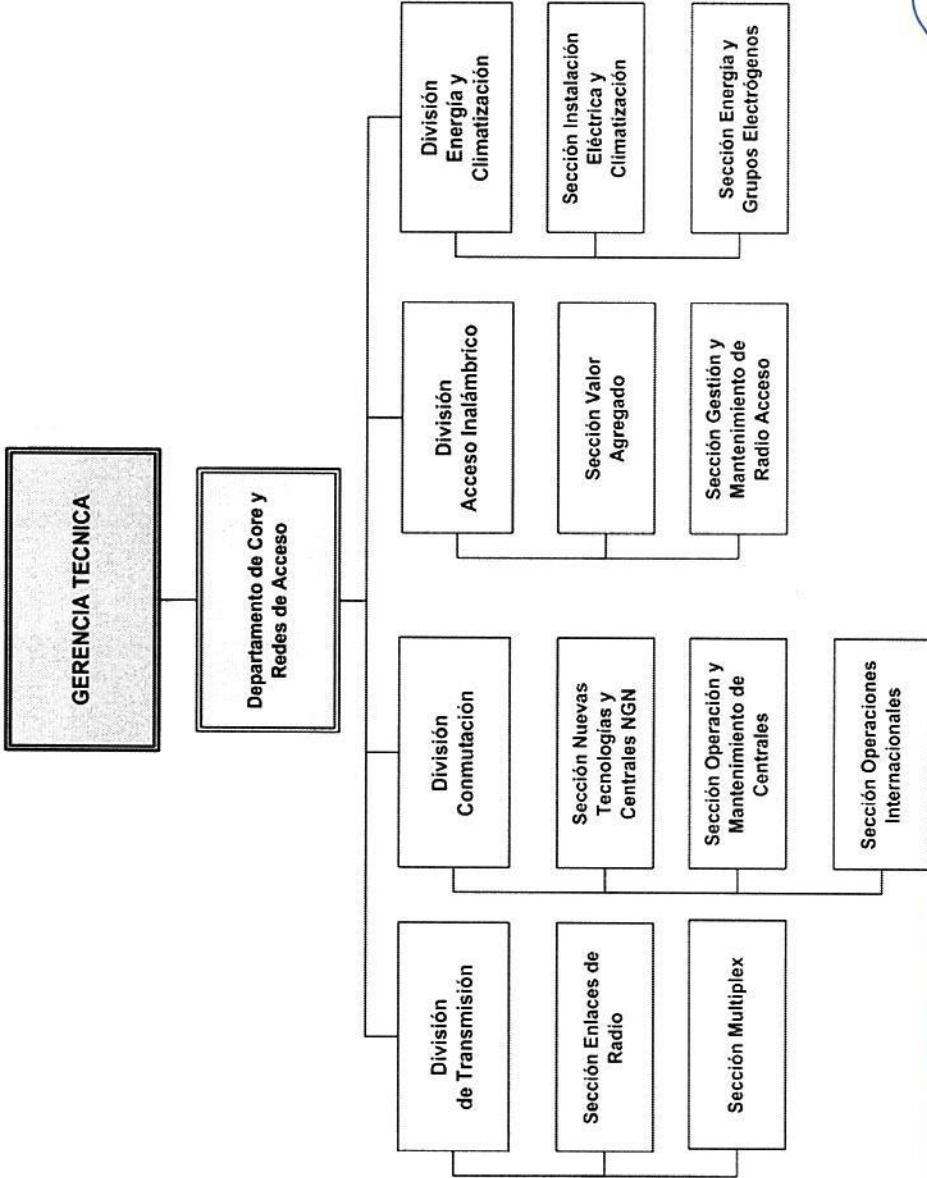 GERENCIA TECNICA
Departamento de Core y
Redes de Acceso
División
de Transmisión
Sección Enlaces de
Radio
Sección Multiplex
División
Conmutación
Sección Nuevas
Tecnologías y
Centrales NGN
Sección Operación y
Mantenimiento de
Centrales
Sección Operaciones
Internacionales
División
Acceso Inalámbrico
Sección Valor
Agregado
Sección Gestión y
Mantenimiento de
Radio Acceso
División
Energía y
Climatización
Sección Instalación
Eléctrica y
Climatización
Sección Energia y
Grupos Electrógenos